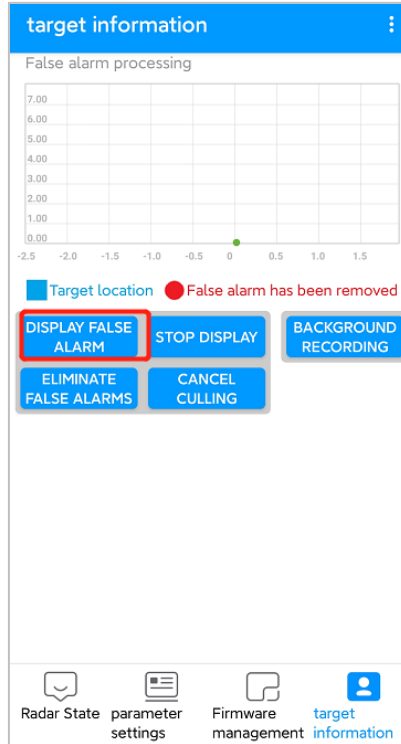 target information
False alarm processing
7.00
6.00
5.00
4.00
3.00
2.00
1.00
0.00
-2.5 -2.0 -1.5 -1.0 -0.5 0 0.5 1.0 1.5
Target location False alarm has been removed
DISPLAY FALSE
ALARM
STOP DISPLAY
BACKGROUND
RECORDING
ELIMINATE
FALSE ALARMS
CANCEL
CULLING
Radar State
parameter
settings
Firmware
management
target
information